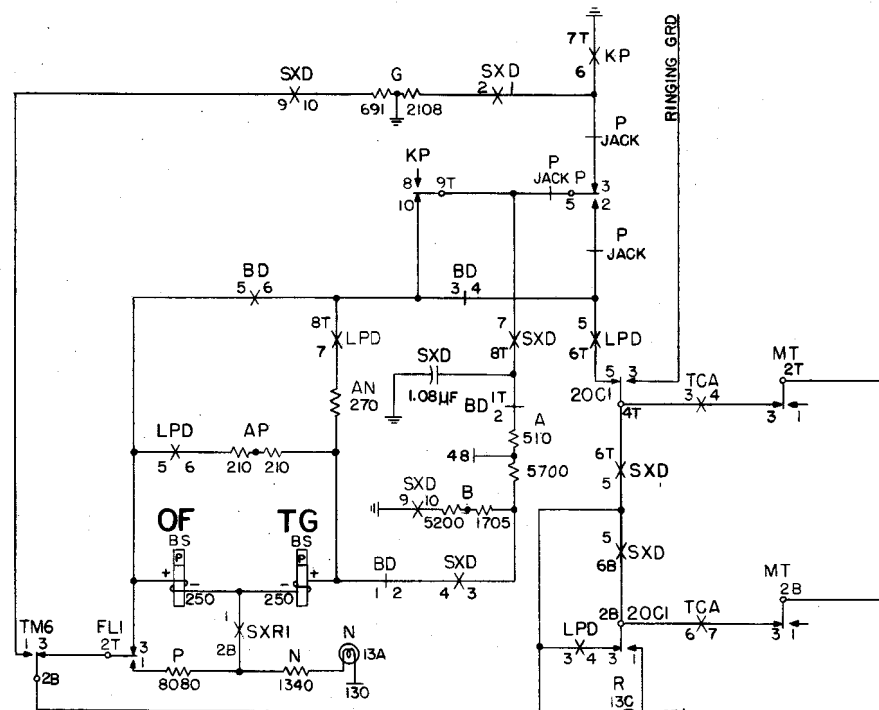 7T
6 KP
RINGING GRD
SXD
9 10
G
691 2108
SXD
2 1
P
JACK
KP
8 9T
10
P
JACK P
5
3
2
P
JACK
BD
5 6
BD
3 4
8T
7 LPD
7
8T SXD
5
6T LPD
SXD
1.08µF
5 3
20C1
4T
TCA
3 4
MT
2T
3 1
AN
270
BD 1T
2
A
510
48
5700
LPD
5 6
AP
210 210
6T
5 SXD
SXD
9 10
B
5200 1705
OF
BS
P
+ -
250
TG
BS
P
- +
250
BD
1 2
SXD
4 3
5
6B SXD
MT
2B
3 1
2B 20C1
TCA
6 7
1
SXR1
2B
TM6
1 3
2B
FL1
2T
3
1
P
8080
N
1340
N
13A
130
LPD
3 4
3 1
R
13C